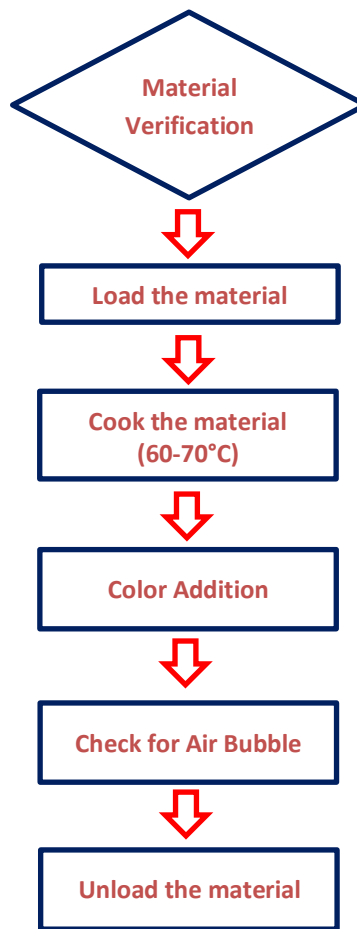 Material
Verification
Load the material
Cook the material
(60-70°C)
Color Addition
Check for Air Bubble
Unload the material